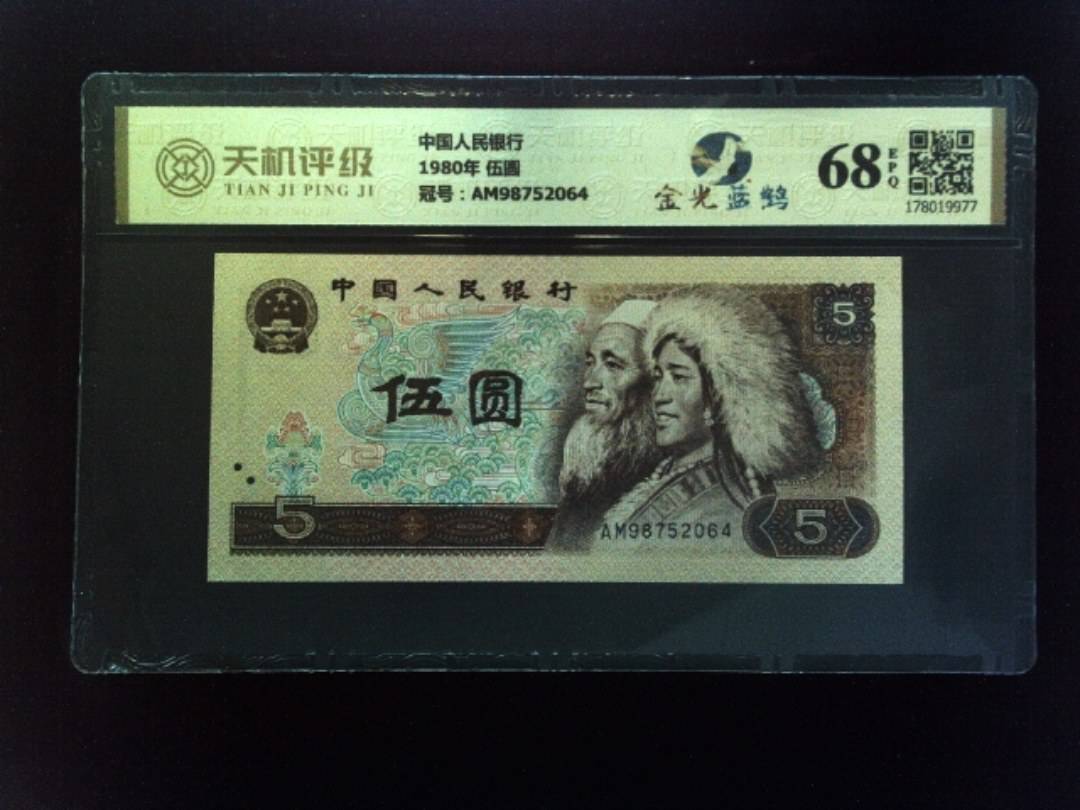 天机评级
TIAN JI PING JI
中国人民银行
1980年 伍圆
冠号：AM98752064
金光蓝鹤
68
EPQ
178019977
中国人民银行
5
伍圆
5
AM98752064
5